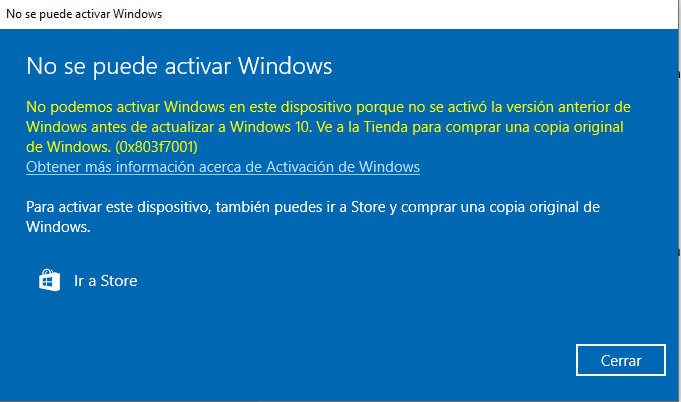 No se puede activar Windows
No se puede activar Windows
No podemos activar Windows en este dispositivo porque no se activó la versión anterior de
Windows antes de actualizar a Windows 10. Ve a la Tienda para comprar una copia original
de Windows. (0x803f7001)
Obtener más información acerca de Activación de Windows
Para activar este dispositivo, también puedes ir a Store y comprar una copia original de
Windows.
Ir a Store
Cerrar